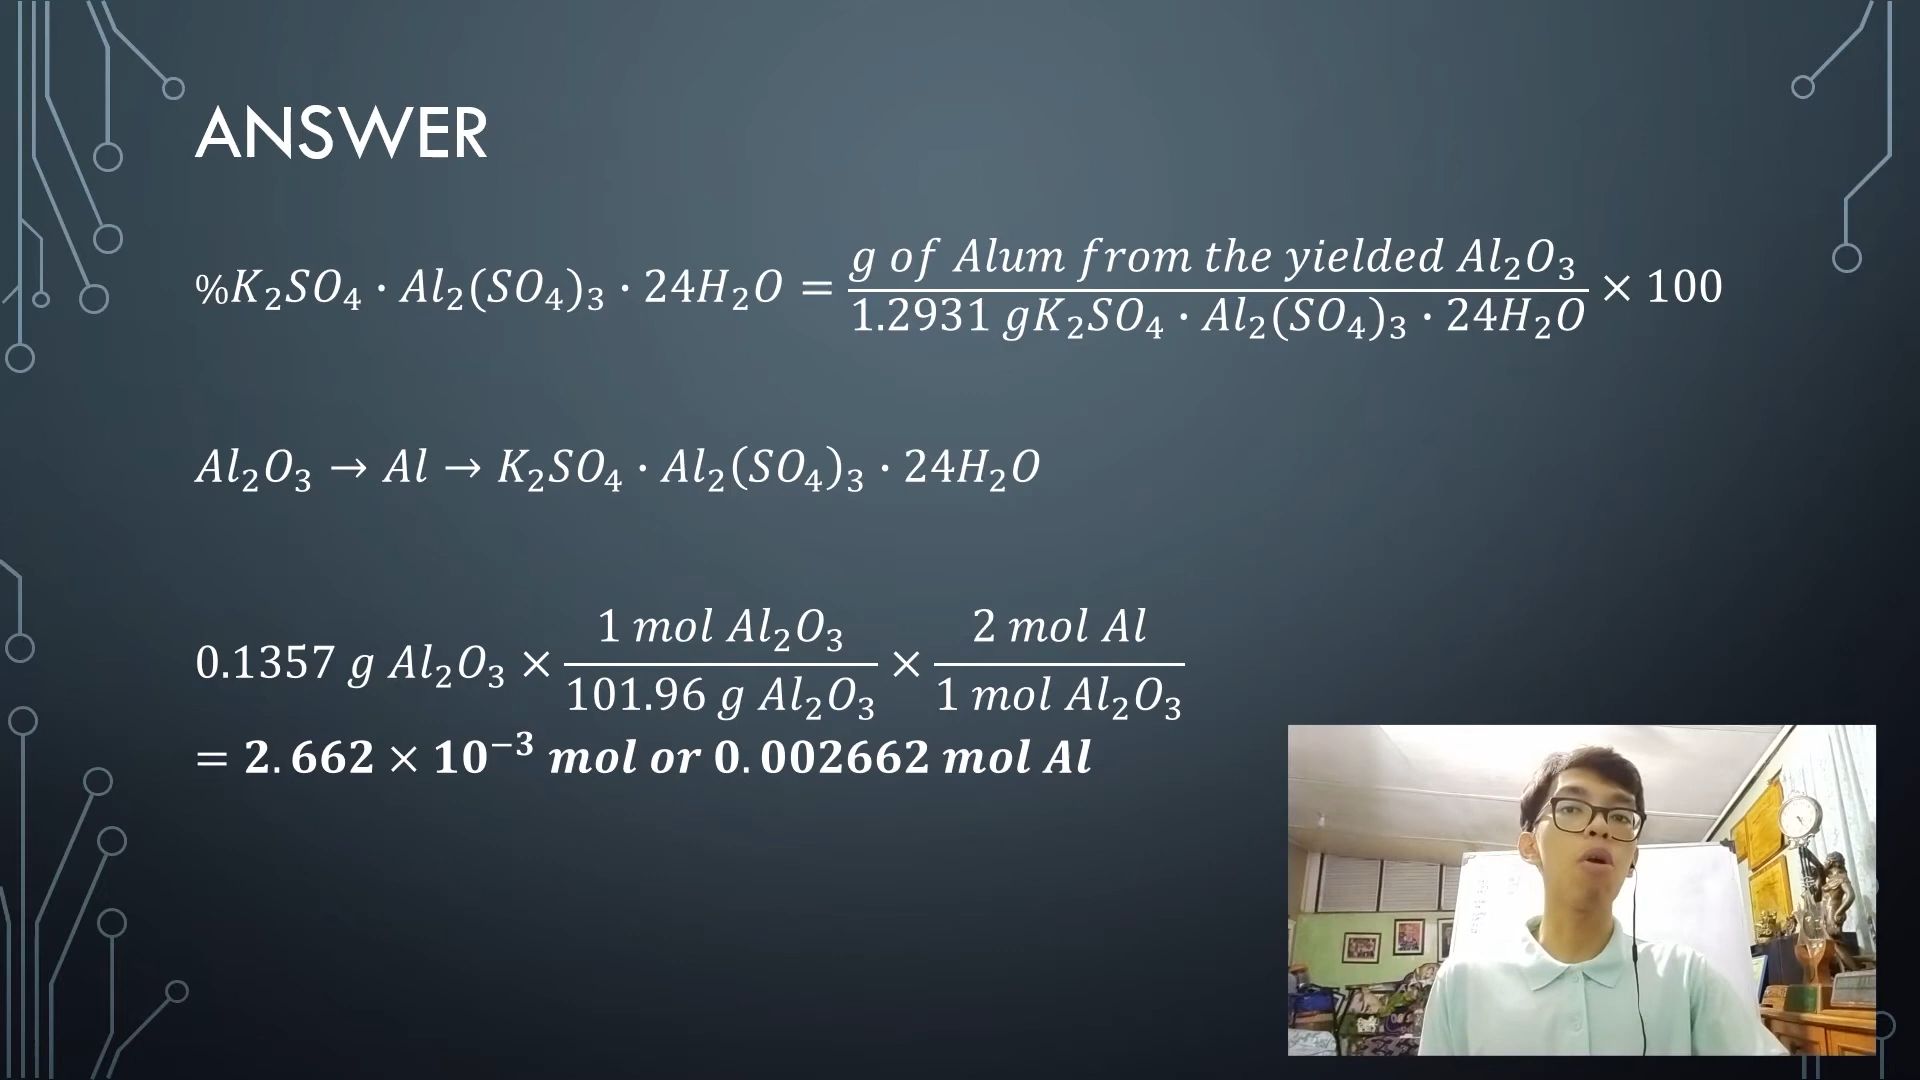 ANSWER
%K₂SO₄ · Al₂(SO₄)₃ · 24H₂O = g of Alum from the yielded Al₂O₃ / 1.2931 gK₂SO₄ · Al₂(SO₄)₃ · 24H₂O × 100
Al₂O₃ → Al → K₂SO₄ · Al₂(SO₄)₃ · 24H₂O
0.1357 g Al₂O₃ × 1 mol Al₂O₃ / 101.96 g Al₂O₃ × 2 mol Al / 1 mol Al₂O₃
= 2.662 × 10⁻³ mol or 0.002662 mol Al